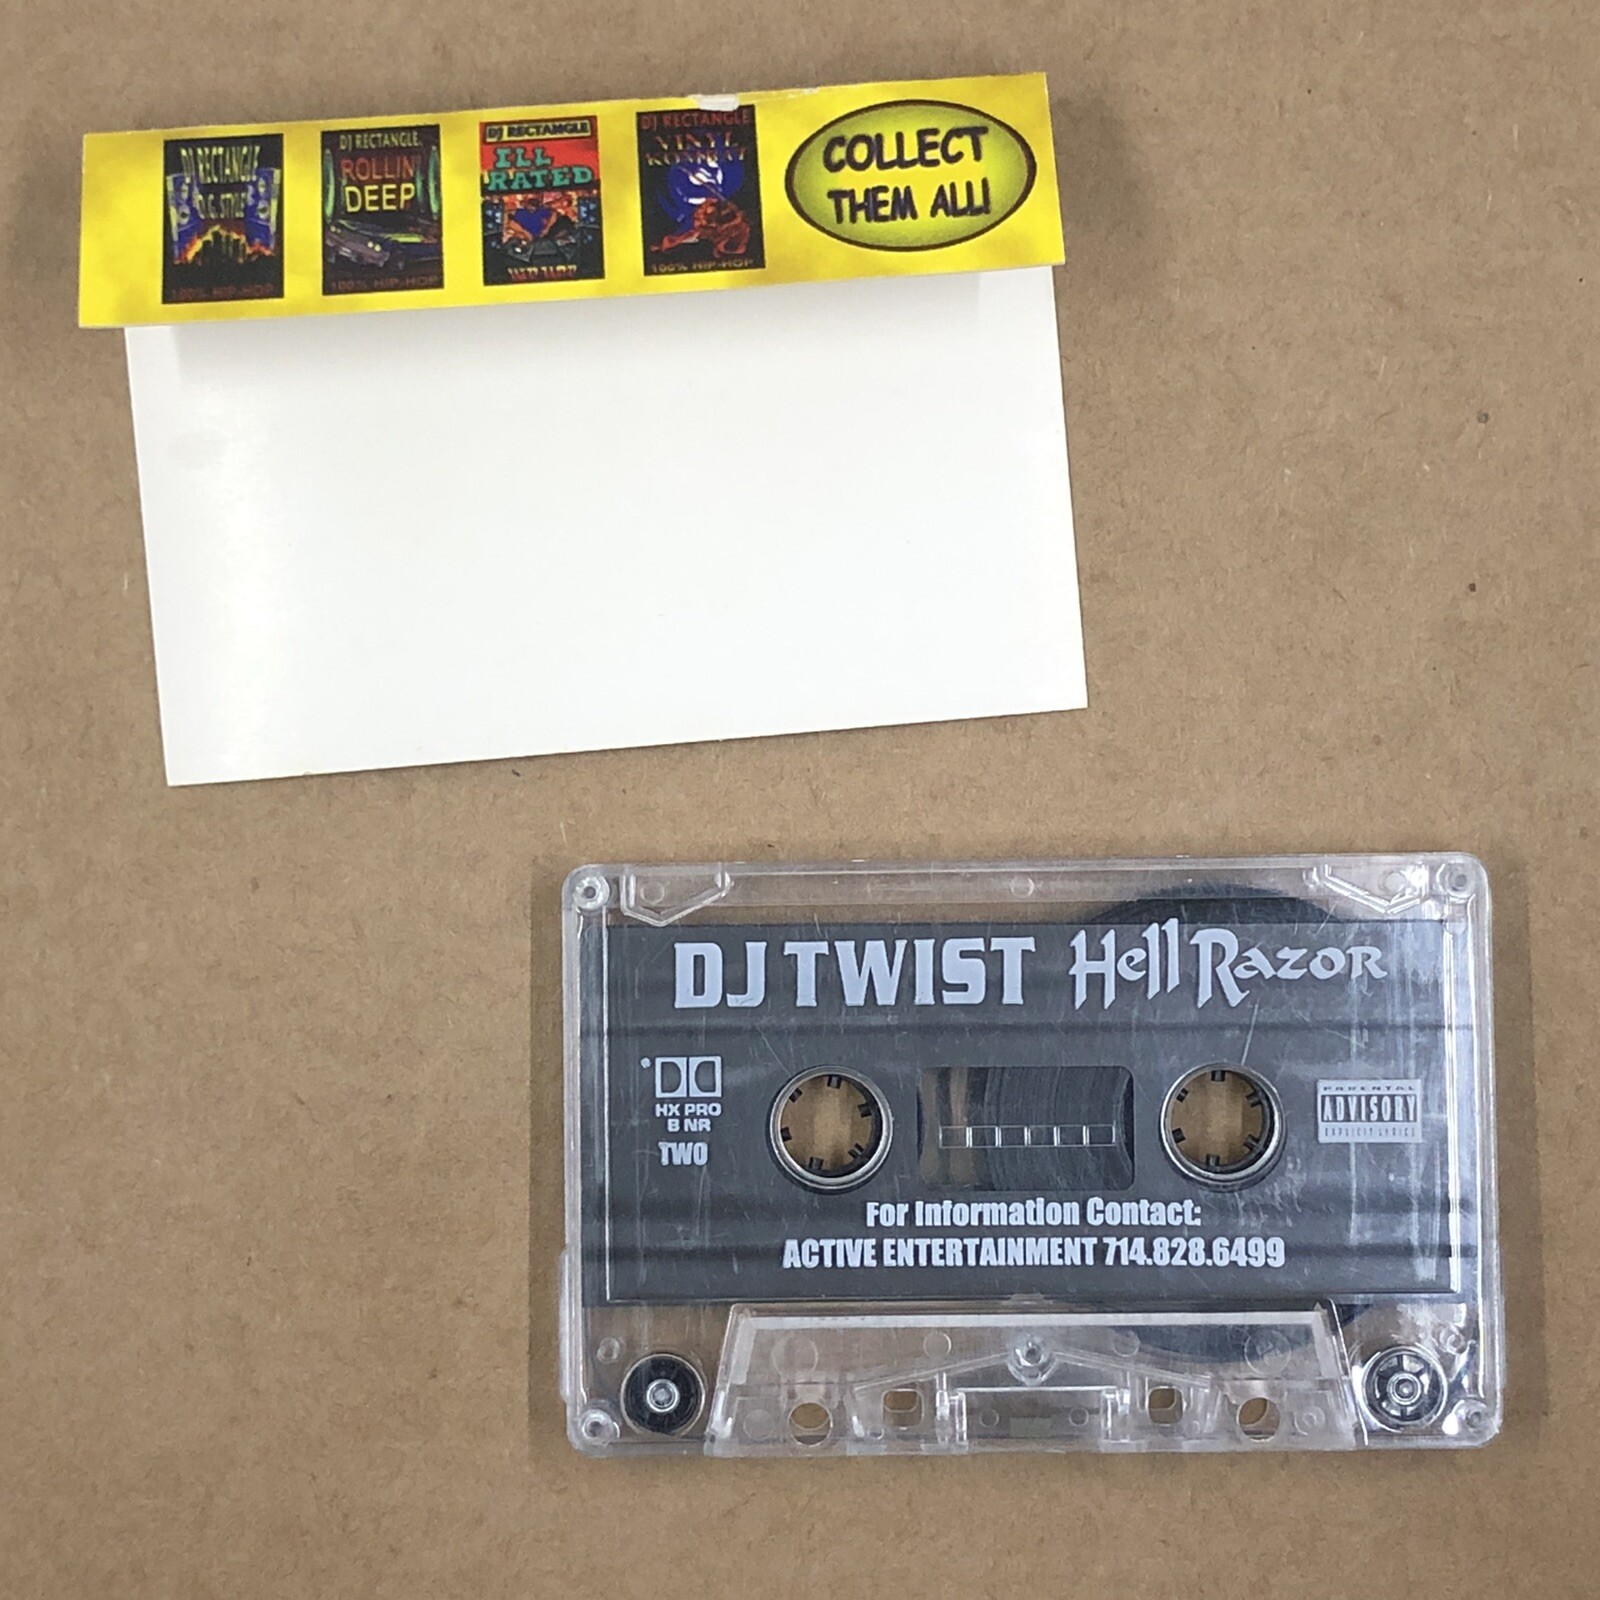 DJ RECTANGLE
O.G. STYLE
100% HIP-HOP
DJ RECTANGLE
ROLLIN'
DEEP
100% HIP-HOP
DJ RECTANGLE
ILL
RATED
HIP HOP
DJ RECTANGLE
VINYL
KOMBAT
100% HIP-HOP
COLLECT
THEM ALL!
DJ TWIST Hell Razor
HX PRO
B NR
TWO
PARENTAL
ADVISORY
EXPLICIT LYRICS
For Information Contact:
ACTIVE ENTERTAINMENT 714.828.6499